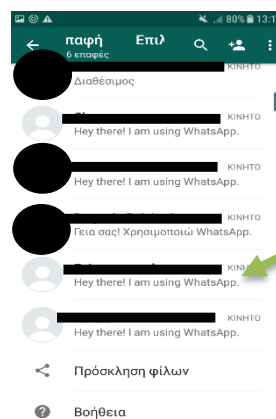 80% 13:1
παφή Επιλ
6 επαφές
ΚΙΝΗΤΟ
Διαθέσιμος
ΚΙΝΗΤΟ
Hey there! I am using WhatsApp.
ΚΙΝΗΤΟ
Hey there! I am using WhatsApp.
ΚΙΝΗΤΟ
Γεια σας! Χρησιμοποιώ WhatsApp.
Hey there! I am using WhatsApp.
ΚΙΝΗΤΟ
Hey there! I am using WhatsApp.
Πρόσκληση φίλων
Βοήθεια